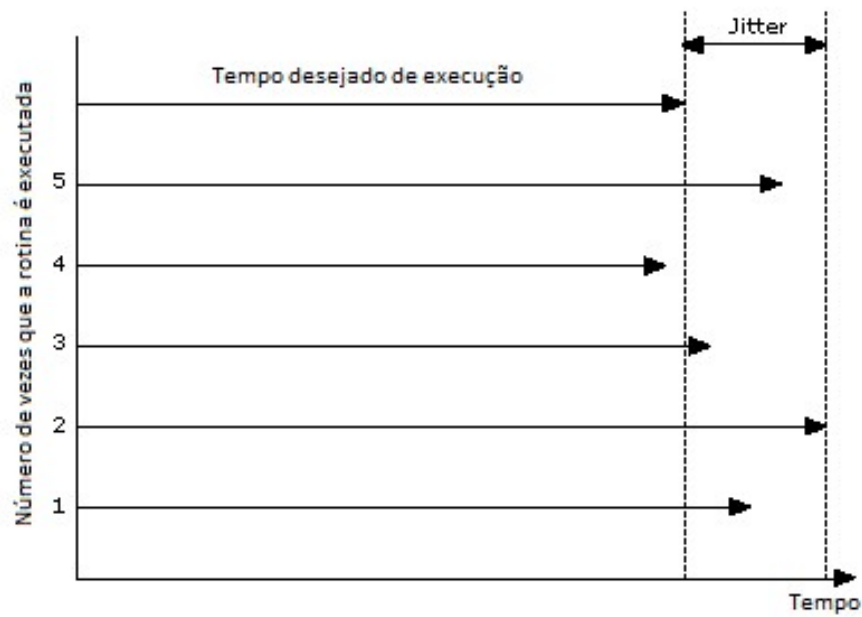 Jitter
Tempo desejado de execução
Número de vezes que a rotina é executada
5
4
3
2
1
Tempo